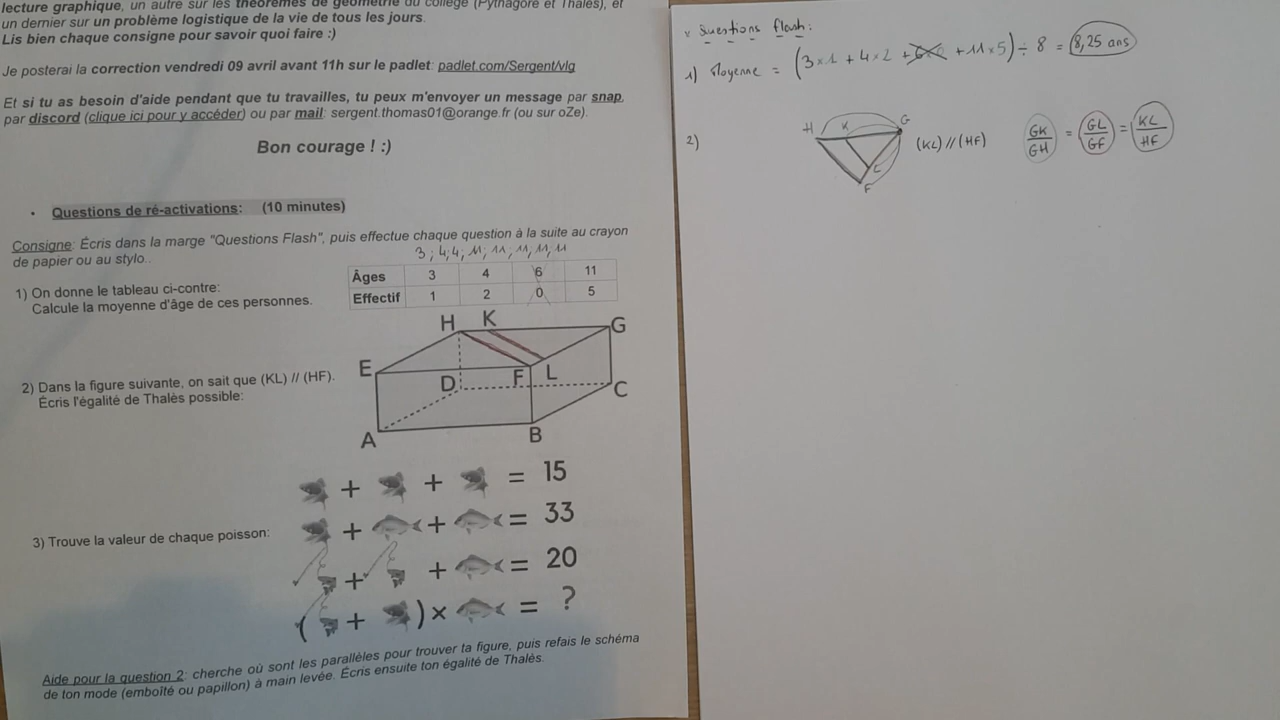 lecture graphique, un autre sur les théorèmes de géométrie du collège (Pythagore et Thalès), et
un dernier sur un problème logistique de la vie de tous les jours.
Lis bien chaque consigne pour savoir quoi faire :)
Je posterai la correction vendredi 09 avril avant 11h sur le padlet: padlet.com/Sergent/vlg
Et si tu as besoin d'aide pendant que tu travailles, tu peux m'envoyer un message par snap,
par discord (clique ici pour y accéder) ou par mail: sergent.thomas01@orange.fr (ou sur oZe).
Bon courage ! :)
• Questions de ré-activations: (10 minutes)
Consigne: Écris dans la marge "Questions Flash", puis effectue chaque question à la suite au crayon
de papier ou au stylo..
3 ; 4; 4; 11; 11; 11; 11; 11
1) On donne le tableau ci-contre:
Calcule la moyenne d'âge de ces personnes.
Âges 3 4 6 11
Effectif 1 2 0 5
2) Dans la figure suivante, on sait que (KL) // (HF).
Écris l'égalité de Thalès possible:
H K G
E D F L C
A B
3) Trouve la valeur de chaque poisson:
+ + = 15
+ + = 33
+ + = 20
( + ) × = ?
Aide pour la question 2: cherche où sont les parallèles pour trouver ta figure, puis refais le schéma
de ton mode (emboîté ou papillon) à main levée. Écris ensuite ton égalité de Thalès.
x Questions flash:
1) Moyenne = (3×1 + 4×2 + 6×0 + 11×5) ÷ 8 = 8,25 ans
2) H K G L F (KL) // (HF) GK/GH = GL/GF = KL/HF